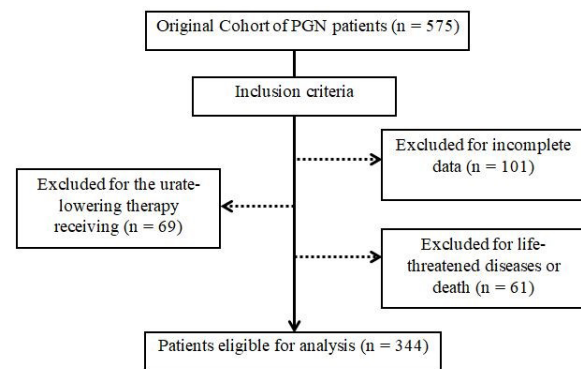 Original Cohort of PGN patients (n = 575)
Inclusion criteria
Excluded for incomplete
data (n = 101)
Excluded for the urate-
lowering therapy
receiving (n = 69)
Excluded for life-
threatened diseases or
death (n = 61)
Patients eligible for analysis (n = 344)